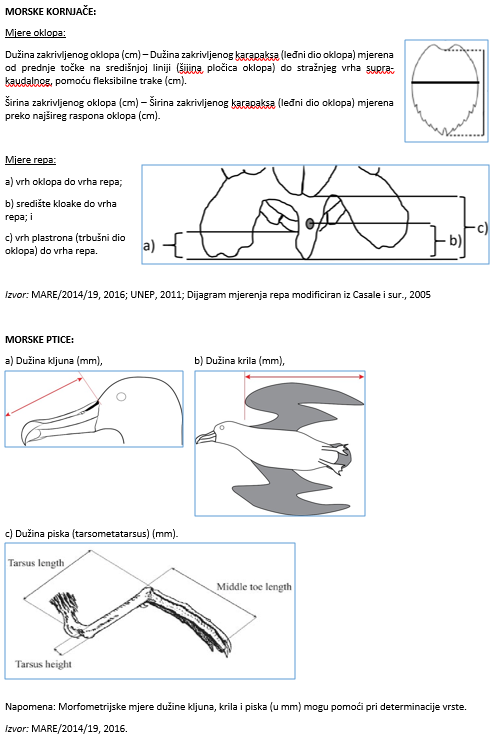 MORSKE KORNJAČE:
Mjere oklopa:
Dužina zakrivljenog oklopa (cm) – Dužina zakrivljenog karapaksa (leđni dio oklopa) mjerena
od prednje točke na središnjoj liniji (šijina pločica oklopa) do stražnjeg vrha supra-
kaudalnog, pomoću fleksibilne trake (cm).
Širina zakrivljenog oklopa (cm) – Širina zakrivljenog karapaksa (leđni dio oklopa) mjerena
preko najšireg raspona oklopa (cm).
Mjere repa:
a) vrh oklopa do vrha repa;
b) središte kloake do vrha
repa; i
c) vrh plastrona (trbušni dio
oklopa) do vrha repa.
a)
b)
c)
Izvor: MARE/2014/19, 2016; UNEP, 2011; Dijagram mjerenja repa modificiran iz Casale i sur., 2005
MORSKE PTICE:
a) Dužina kljuna (mm),
b) Dužina krila (mm),
c) Dužina piska (tarsometatarsus) (mm).
Tarsus length
Middle toe length
Tarsus height
Napomena: Morfometrijske mjere dužine kljuna, krila i piska (u mm) mogu pomoći pri determinacije vrste.
Izvor: MARE/2014/19, 2016.